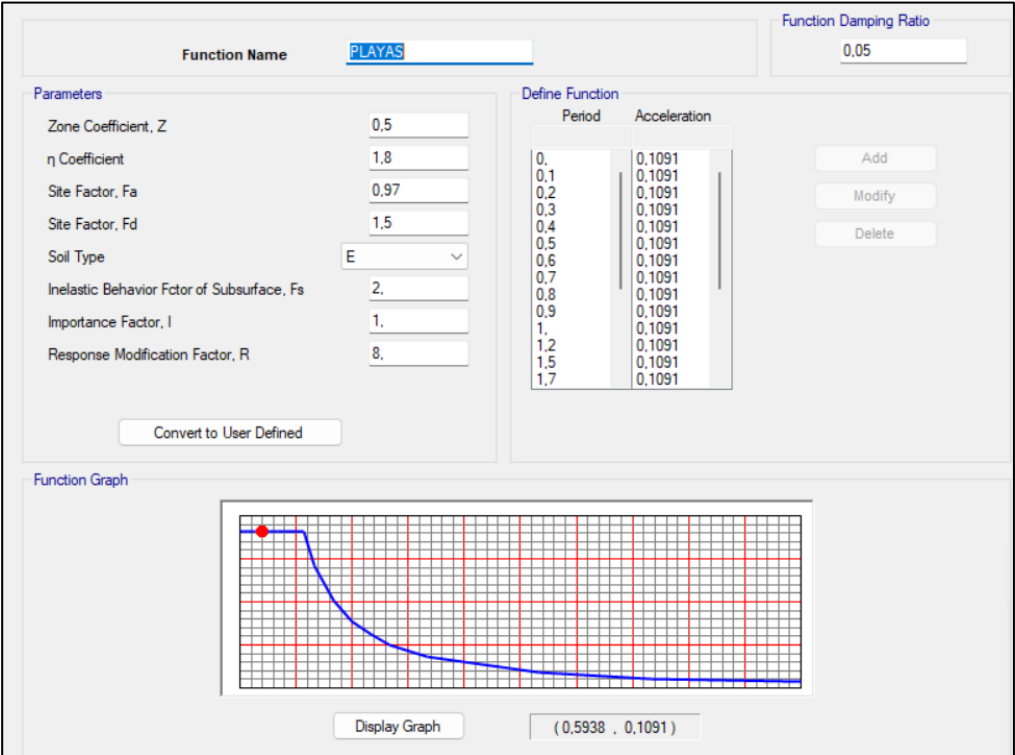 Function Damping Ratio
Function Name PLAYAS 0,05
Parameters
Zone Coefficient, Z 0,5
η Coefficient 1,8
Site Factor, Fa 0,97
Site Factor, Fd 1,5
Soil Type E
Inelastic Behavior Fctor of Subsurface, Fs 2,
Importance Factor, I 1,
Response Modification Factor, R 8,
Convert to User Defined
Define Function
Period Acceleration
0, 0,1091
0,1 0,1091
0,2 0,1091
0,3 0,1091
0,4 0,1091
0,5 0,1091
0,6 0,1091
0,7 0,1091
0,8 0,1091
0,9 0,1091
1, 0,1091
1,2 0,1091
1,5 0,1091
1,7 0,1091
Add
Modify
Delete
Function Graph
Display Graph (0,5938 , 0,1091)